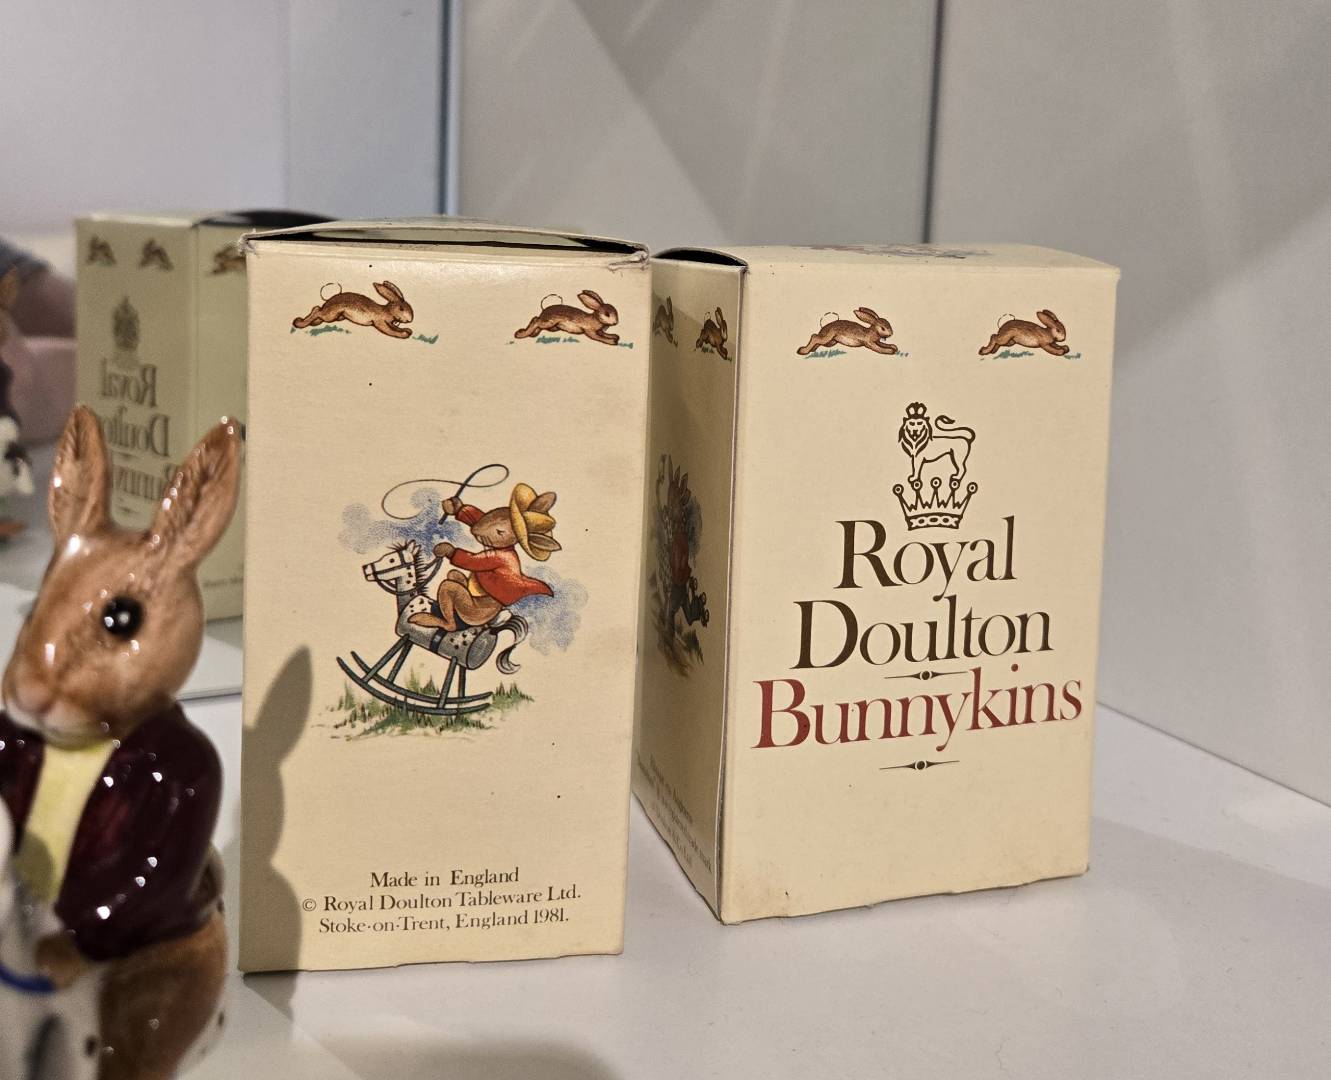 Made in England
© Royal Doulton Tableware Ltd.
Stoke-on-Trent, England 1981.
Royal
Doulton
Bunnykins